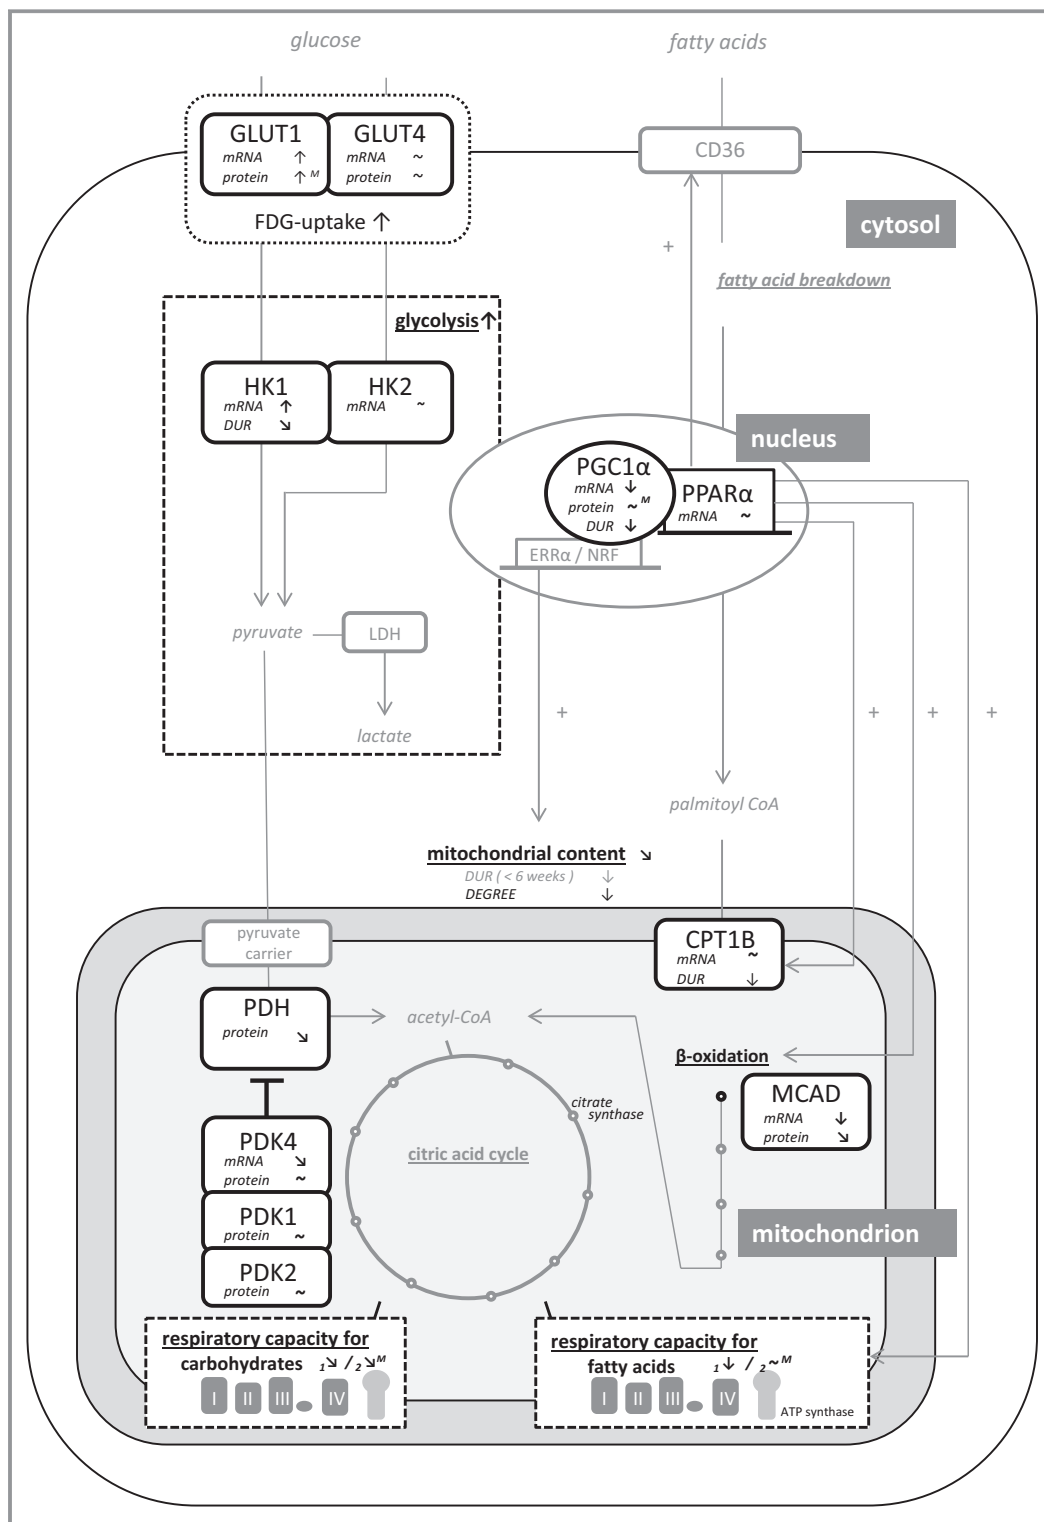 glucose
fatty acids
GLUT1
mRNA ↑
protein ↑ M
GLUT4
mRNA ~
protein ~
FDG-uptake ↑
CD36
cytosol
+
fatty acid breakdown
glycolysis ↑
HK1
mRNA ↑
DUR ↘
HK2
mRNA ~
nucleus
PGC1α
mRNA ↓
protein ~ M
DUR ↓
PPARα
mRNA ~
ERRα / NRF
pyruvate
LDH
lactate
+
+
+
+
palmitoyl CoA
mitochondrial content ↘
DUR ( < 6 weeks ) ↓
DEGREE ↓
pyruvate
carrier
CPT1B
mRNA ~
DUR ↓
PDH
protein ↘
acetyl-CoA
β-oxidation
MCAD
mRNA ↓
protein ↘
citrate
synthase
citric acid cycle
PDK4
mRNA ↘
protein ~
PDK1
protein ~
PDK2
protein ~
mitochondrion
respiratory capacity for
carbohydrates 1 ↘ / 2 ↘ M
I II III IV
respiratory capacity for
fatty acids 1 ↓ / 2 ~ M
I II III IV
ATP synthase